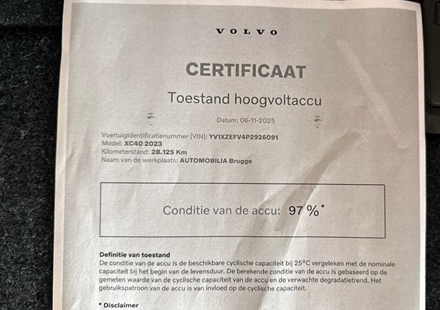 VOLVO
CERTIFICAAT
Toestand hoogvoltaccu
Datum: 06-11-2025
Voertuigidentificatienummer (VIN): YV1XZEFV4P2926091
Model: XC40 2023
Kilometerstand: 28.125 Km
Naam van de werkplaats: AUTOMOBILIA Brugge
Conditie van de accu: 97 %*
Definitie van toestand
De conditie van de accu is de beschikbare cyclische capaciteit bij 25°C vergeleken met de nominale
capaciteit bij het begin van de levensduur. De berekende conditie van de accu is gebaseerd op de
gemeten waarde van de cyclische capaciteit van de accu en de verwachte degradatietrend. Het
gebruikspatroon van de accu is van invloed op de cyclische capaciteit.
* Disclaimer